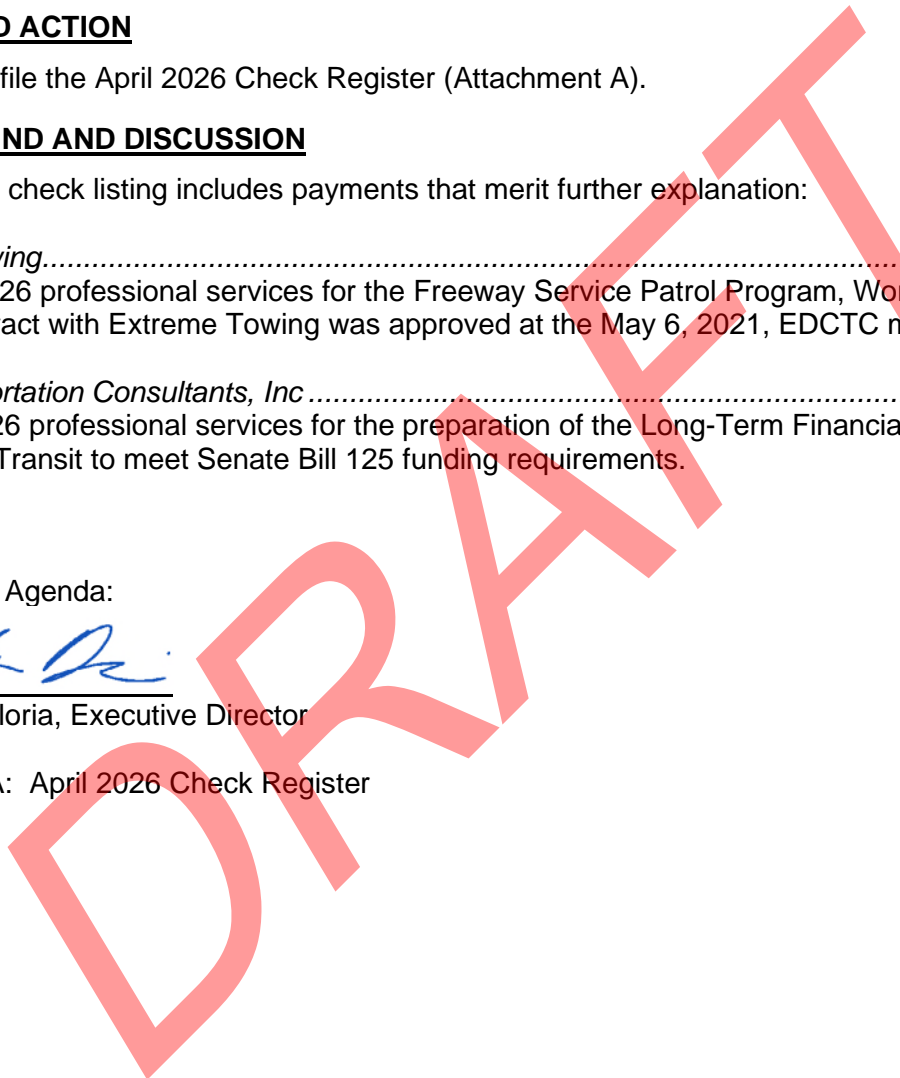 D ACTION
file the April 2026 Check Register (Attachment A).
ND AND DISCUSSION
check listing includes payments that merit further explanation:
ving....................................................................................................
26 professional services for the Freeway Service Patrol Program, Wor
ract with Extreme Towing was approved at the May 6, 2021, EDCTC m
ortation Consultants, Inc ......................................................................
26 professional services for the preparation of the Long-Term Financia
Transit to meet Senate Bill 125 funding requirements.
Agenda:
loria, Executive Director
A: April 2026 Check Register
DRAFT